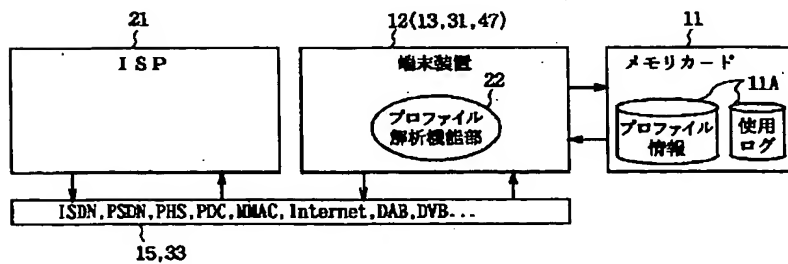 21
12(13,31,47)
11
ISP
端末装置
メモリカード
22
11A
プロファイル
解析機能部
プロファイル
情報
使用
ログ
ISDN,PSDN,PHS,PDC,MMAC,Internet,DAB,DVB...
15,33